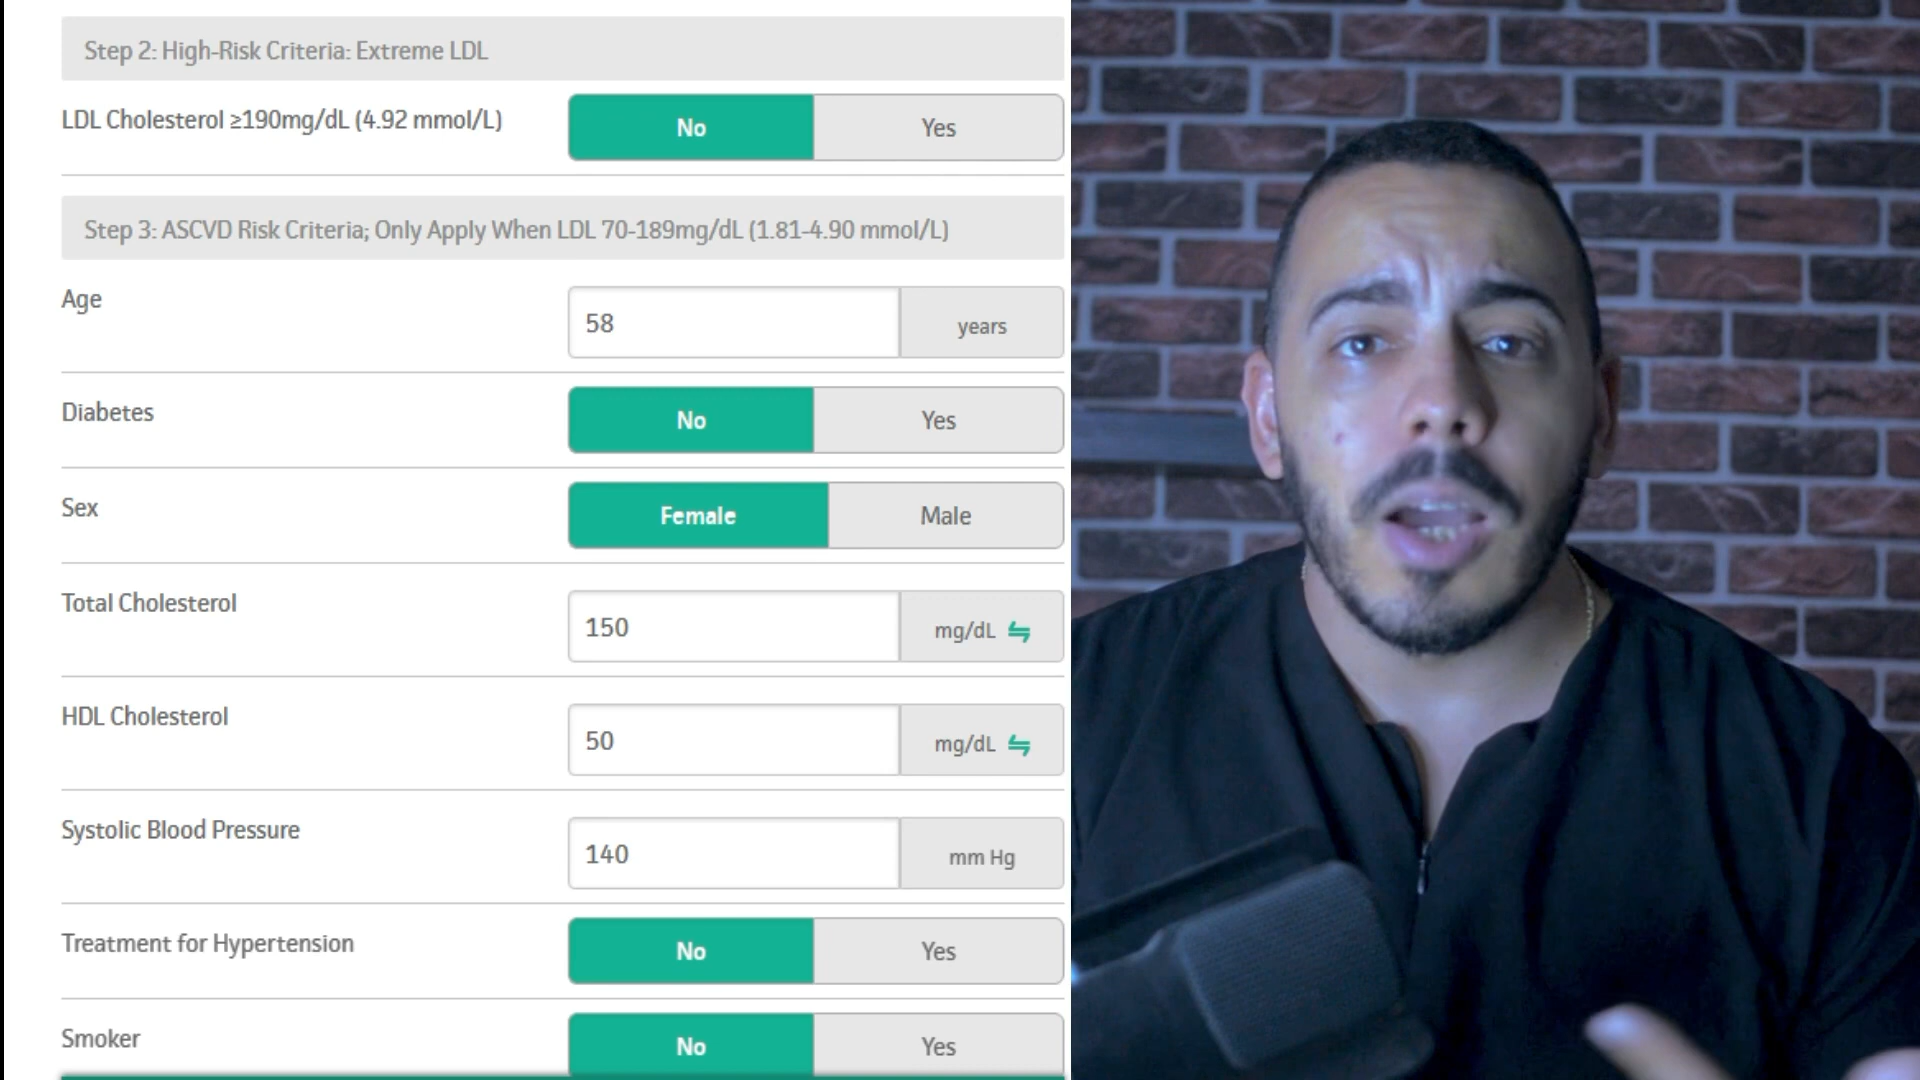 Step 2: High-Risk Criteria: Extreme LDL
LDL Cholesterol ≥190mg/dL (4.92 mmol/L)
No Yes
Step 3: ASCVD Risk Criteria; Only Apply When LDL 70-189mg/dL (1.81-4.90 mmol/L)
Age
58 years
Diabetes
No Yes
Sex
Female Male
Total Cholesterol
150 mg/dL ⇋
HDL Cholesterol
50 mg/dL ⇋
Systolic Blood Pressure
140 mm Hg
Treatment for Hypertension
No Yes
Smoker
No Yes